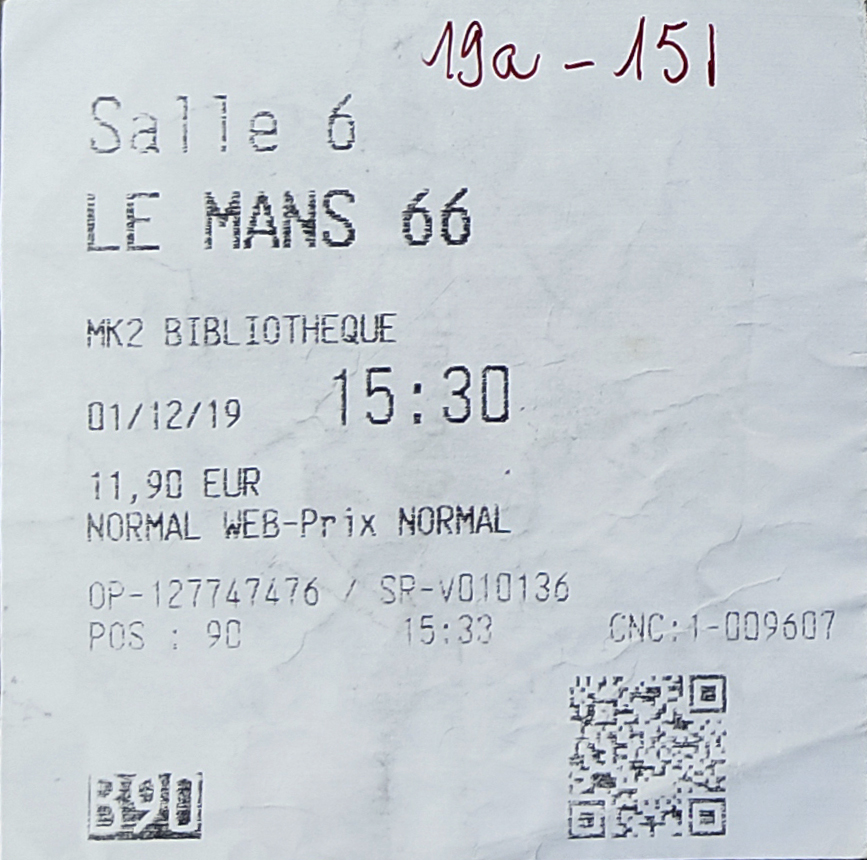 19a - 151
Salle 6
LE MANS 66
MK2 BIBLIOTHEQUE
01/12/19 15:30
11,90 EUR
NORMAL WEB-Prix NORMAL
OP-127747476 / SR-V010136
POS : 90 15:33 CNC:1-009607